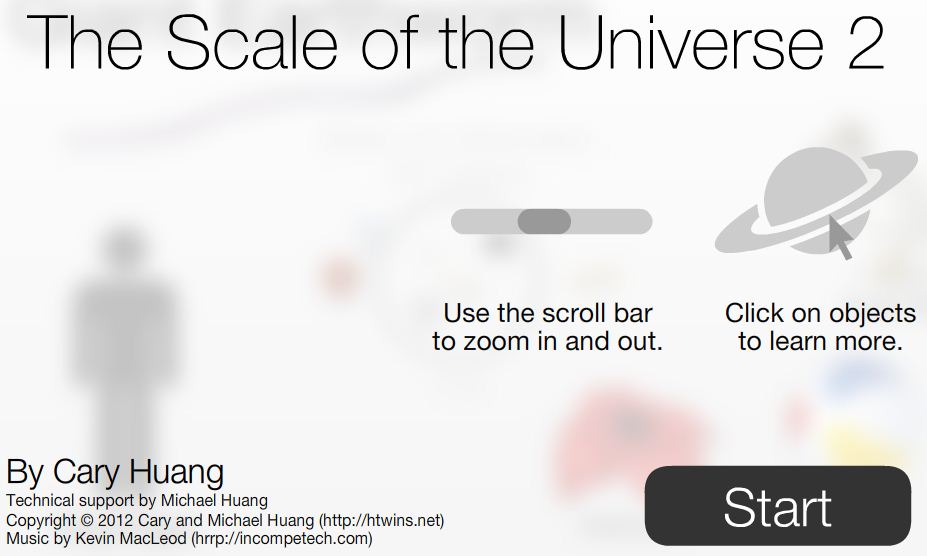 The Scale of the Universe 2
Use the scroll bar
to zoom in and out.
Click on objects
to learn more.
By Cary Huang
Technical support by Michael Huang
Copyright © 2012 Cary and Michael Huang (http://htwins.net)
Music by Kevin MacLeod (hrrp://incompetech.com)
Start